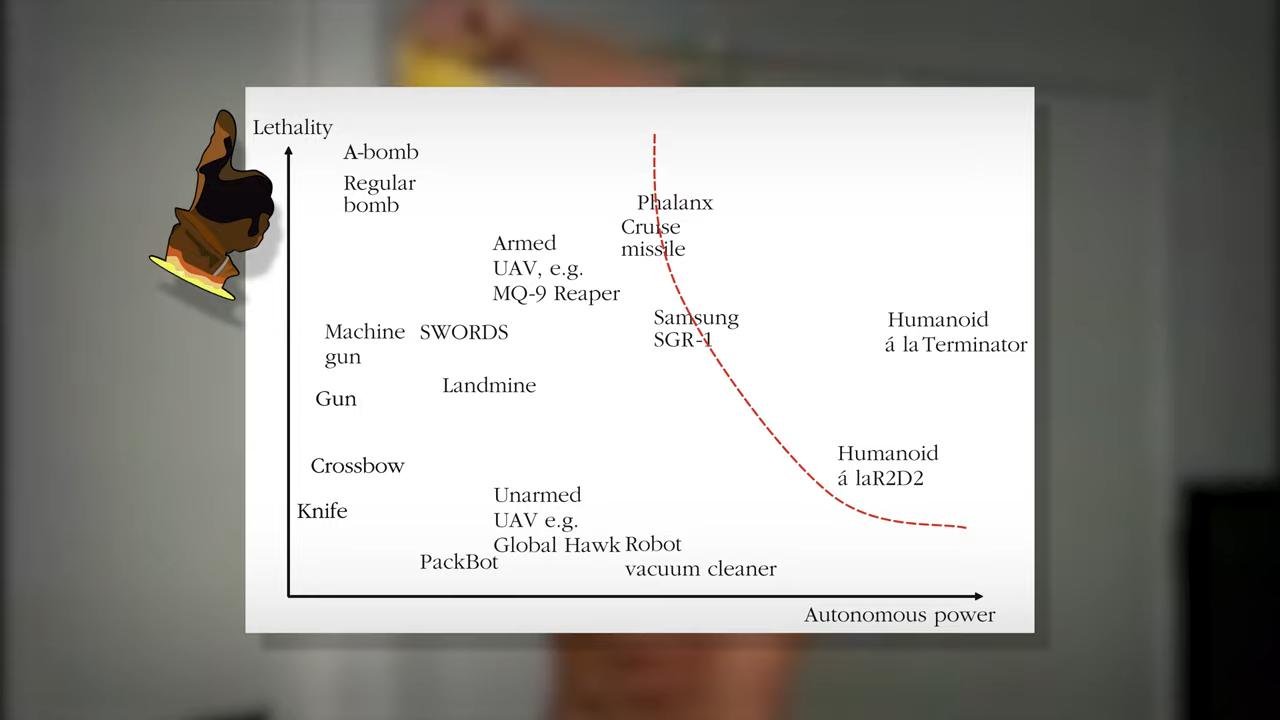 Lethality
A-bomb
Regular
bomb
Phalanx
Cruise
missile
Armed
UAV, e.g.
MQ-9 Reaper
Samsung
SGR-1
Humanoid
á la Terminator
Machine
gun
SWORDS
Landmine
Gun
Humanoid
á laR2D2
Crossbow
Knife
Unarmed
UAV e.g.
Global Hawk
PackBot
Robot
vacuum cleaner
Autonomous power